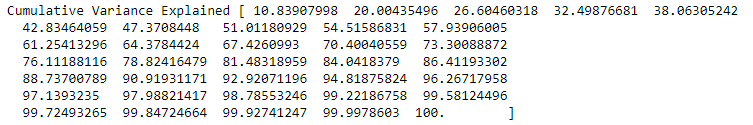 Cumulative Variance Explained [ 10.83907998  20.00435496  26.60460318  32.49876681  38.06305242
  42.83464059  47.3708448   51.01180929  54.51586831  57.93906005
  61.25413296  64.3784424   67.4260993   70.40040559  73.30088872
  76.11188116  78.82416479  81.48318959  84.0418379   86.41193302
  88.73700789  90.91931171  92.92071196  94.81875824  96.26717958
  97.1393235   97.98821417  98.78553246  99.22186758  99.58124496
  99.72493265  99.84724664  99.92741247  99.9978603  100.        ]